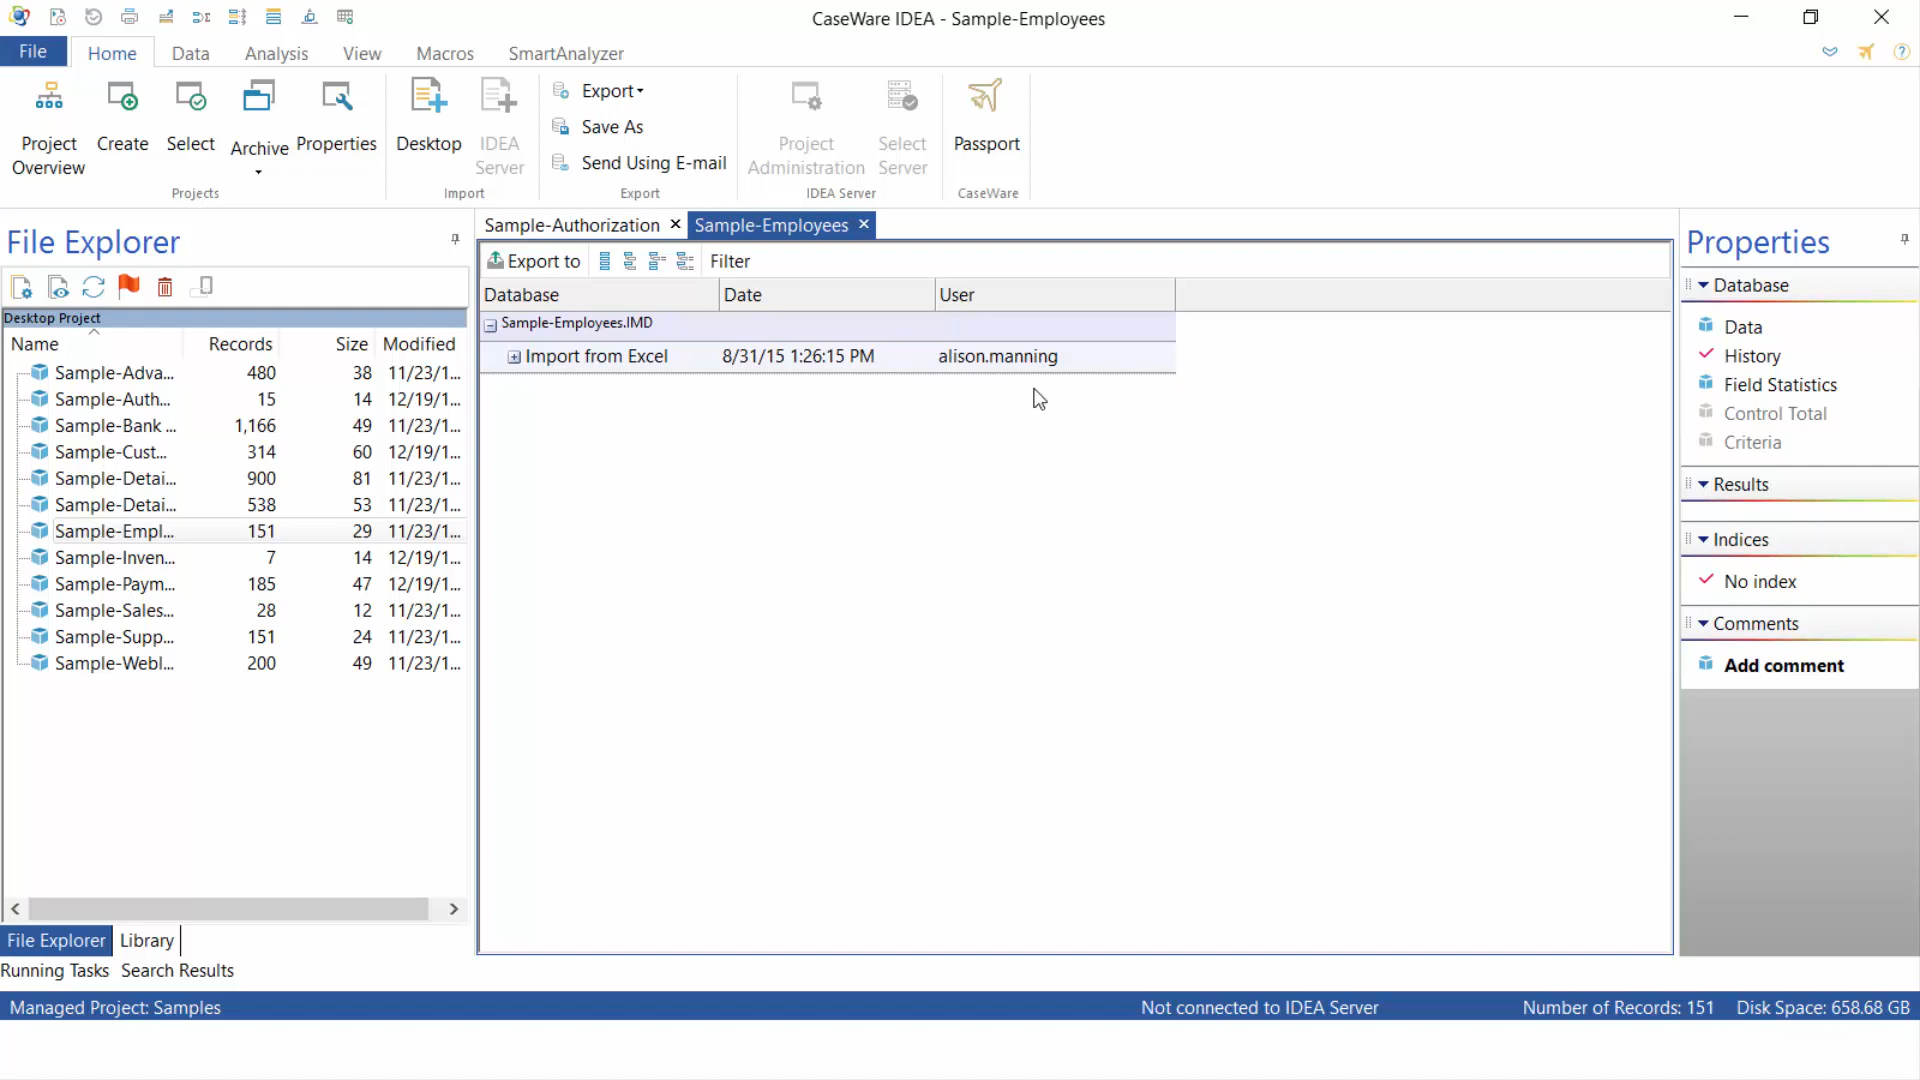 CaseWare IDEA - Sample-Employees
File Home Data Analysis View Macros SmartAnalyzer
Project Overview
Create
Select
Archive
Properties
Projects
Desktop
IDEA Server
Import
Export
Save As
Send Using E-mail
Export
Project Administration
Select Server
IDEA Server
Passport
CaseWare
File Explorer
Desktop Project
Name Records Size Modified
Sample-Adva... 480 38 11/23/1...
Sample-Auth... 15 14 12/19/1...
Sample-Bank ... 1,166 49 11/23/1...
Sample-Cust... 314 60 12/19/1...
Sample-Detai... 900 81 11/23/1...
Sample-Detai... 538 53 11/23/1...
Sample-Empl... 151 29 11/23/1...
Sample-Inven... 7 14 12/19/1...
Sample-Paym... 185 47 12/19/1...
Sample-Sales... 28 12 11/23/1...
Sample-Supp... 151 24 11/23/1...
Sample-Webl... 200 49 11/23/1...
File Explorer Library
Running Tasks Search Results
Sample-Authorization Sample-Employees
Export to Filter
Database Date User
Sample-Employees.IMD
Import from Excel 8/31/15 1:26:15 PM alison.manning
Properties
Database
Data
History
Field Statistics
Control Total
Criteria
Results
Indices
No index
Comments
Add comment
Managed Project: Samples Not connected to IDEA Server Number of Records: 151 Disk Space: 658.68 GB